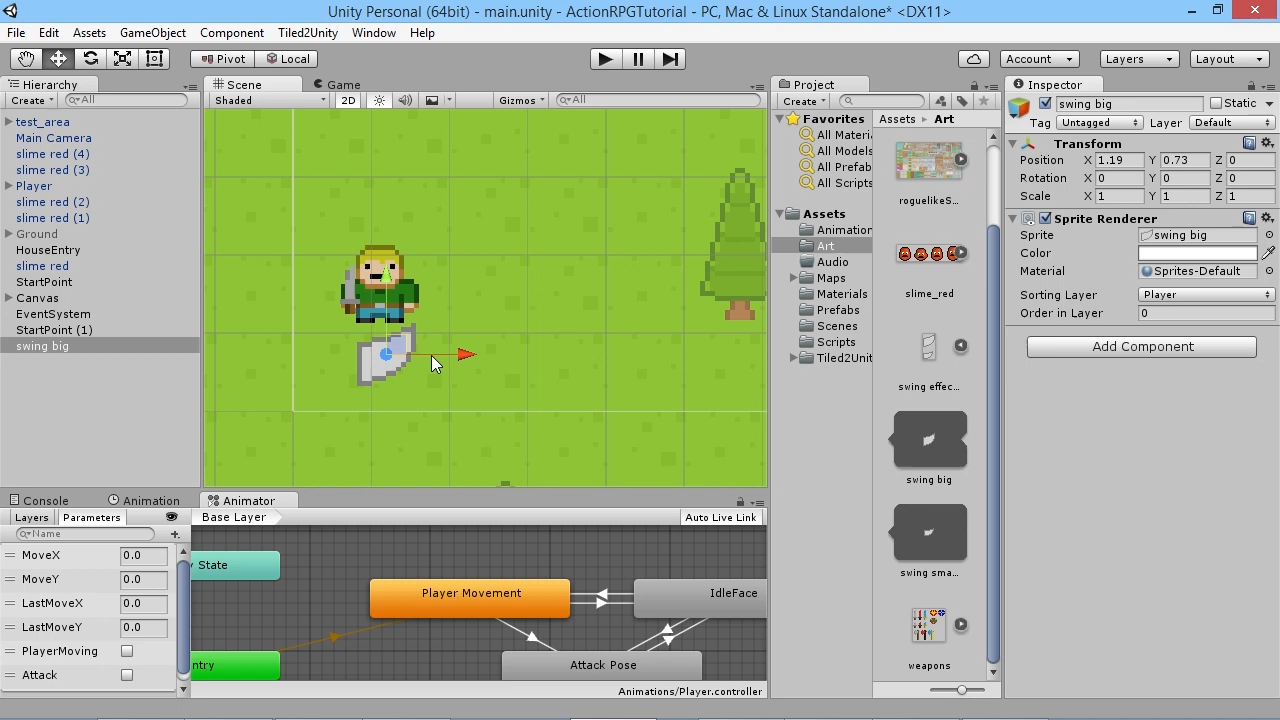 Unity Personal (64bit) - main.unity - ActionRPGTutorial - PC, Mac & Linux Standalone* <DX11>
File Edit Assets GameObject Component Tiled2Unity Window Help
Pivot Local Account Layers Layout
Hierarchy
Create All
test_area
Main Camera
slime red (4)
slime red (3)
Player
slime red (2)
slime red (1)
Ground
HouseEntry
slime red
StartPoint
Canvas
EventSystem
StartPoint (1)
swing big
Scene Game
Shaded 2D Gizmos All
Project
Create
Favorites
All Materi
All Models
All Prefab
All Scripts
Assets
Animation
Art
Audio
Maps
Materials
Prefabs
Scenes
Scripts
Tiled2Unit
Assets Art
roguelikeS...
slime_red
swing effec...
swing big
swing sma...
weapons
Inspector
swing big Static
Tag Untagged Layer Default
Transform
Position X 1.19 Y 0.73 Z 0
Rotation X 0 Y 0 Z 0
Scale X 1 Y 1 Z 1
Sprite Renderer
Sprite swing big
Color
Material Sprites-Default
Sorting Layer Player
Order in Layer 0
Add Component
Console Animation Animator
Layers Parameters Base Layer Auto Live Link
Name
MoveX 0.0
MoveY 0.0
LastMoveX 0.0
LastMoveY 0.0
PlayerMoving
Attack
y State
Player Movement
IdleFace
ntry
Attack Pose
Animations/Player.controller